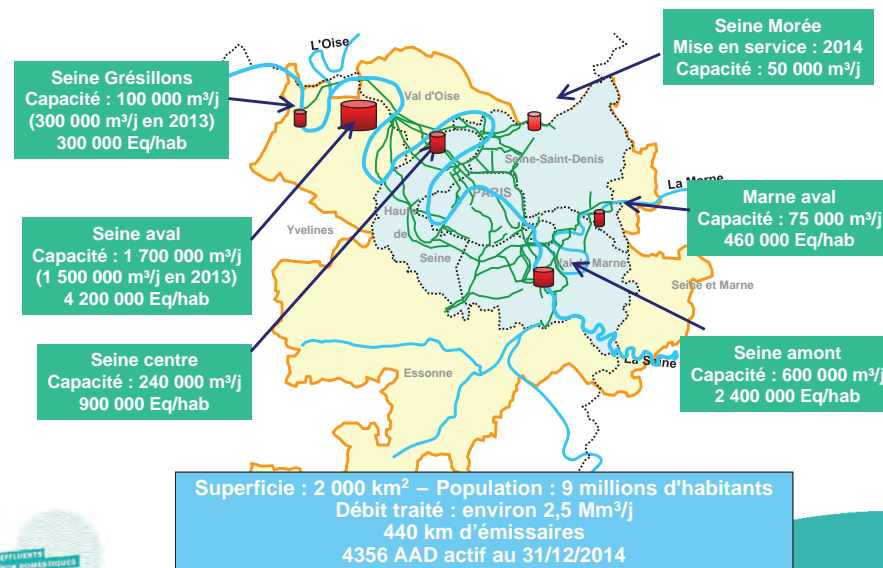 L'Oise
Seine Morée
Mise en service : 2014
Capacité : 50 000 m³/j
Seine Grésillons
Capacité : 100 000 m³/j
(300 000 m³/j en 2013)
300 000 Eq/hab
Val d'Oise
Seine-Saint-Denis
La Marne
PARIS
Marne aval
Capacité : 75 000 m³/j
460 000 Eq/hab
Hauts
de
Seine
Yvelines
Seine aval
Capacité : 1 700 000 m³/j
(1 500 000 m³/j en 2013)
4 200 000 Eq/hab
Val de Marne
Seine et Marne
Seine centre
Capacité : 240 000 m³/j
900 000 Eq/hab
Essonne
La Seine
Seine amont
Capacité : 600 000 m³/j
2 400 000 Eq/hab
Superficie : 2 000 km² – Population : 9 millions d'habitants
Débit traité : environ 2,5 Mm³/j
440 km d'émissaires
4356 AAD actif au 31/12/2014
EFFLUENTS
NON DOMESTIQUES